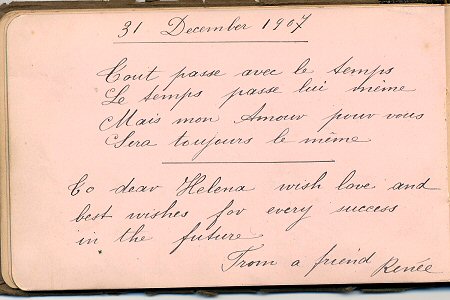 31 December 1907
Tout passe avec le temps
Le temps passe lui même
Mais mon Amour pour vous
Sera toujours le même
To dear Helena wish love and
best wishes for every success
in the future
From a friend Renée